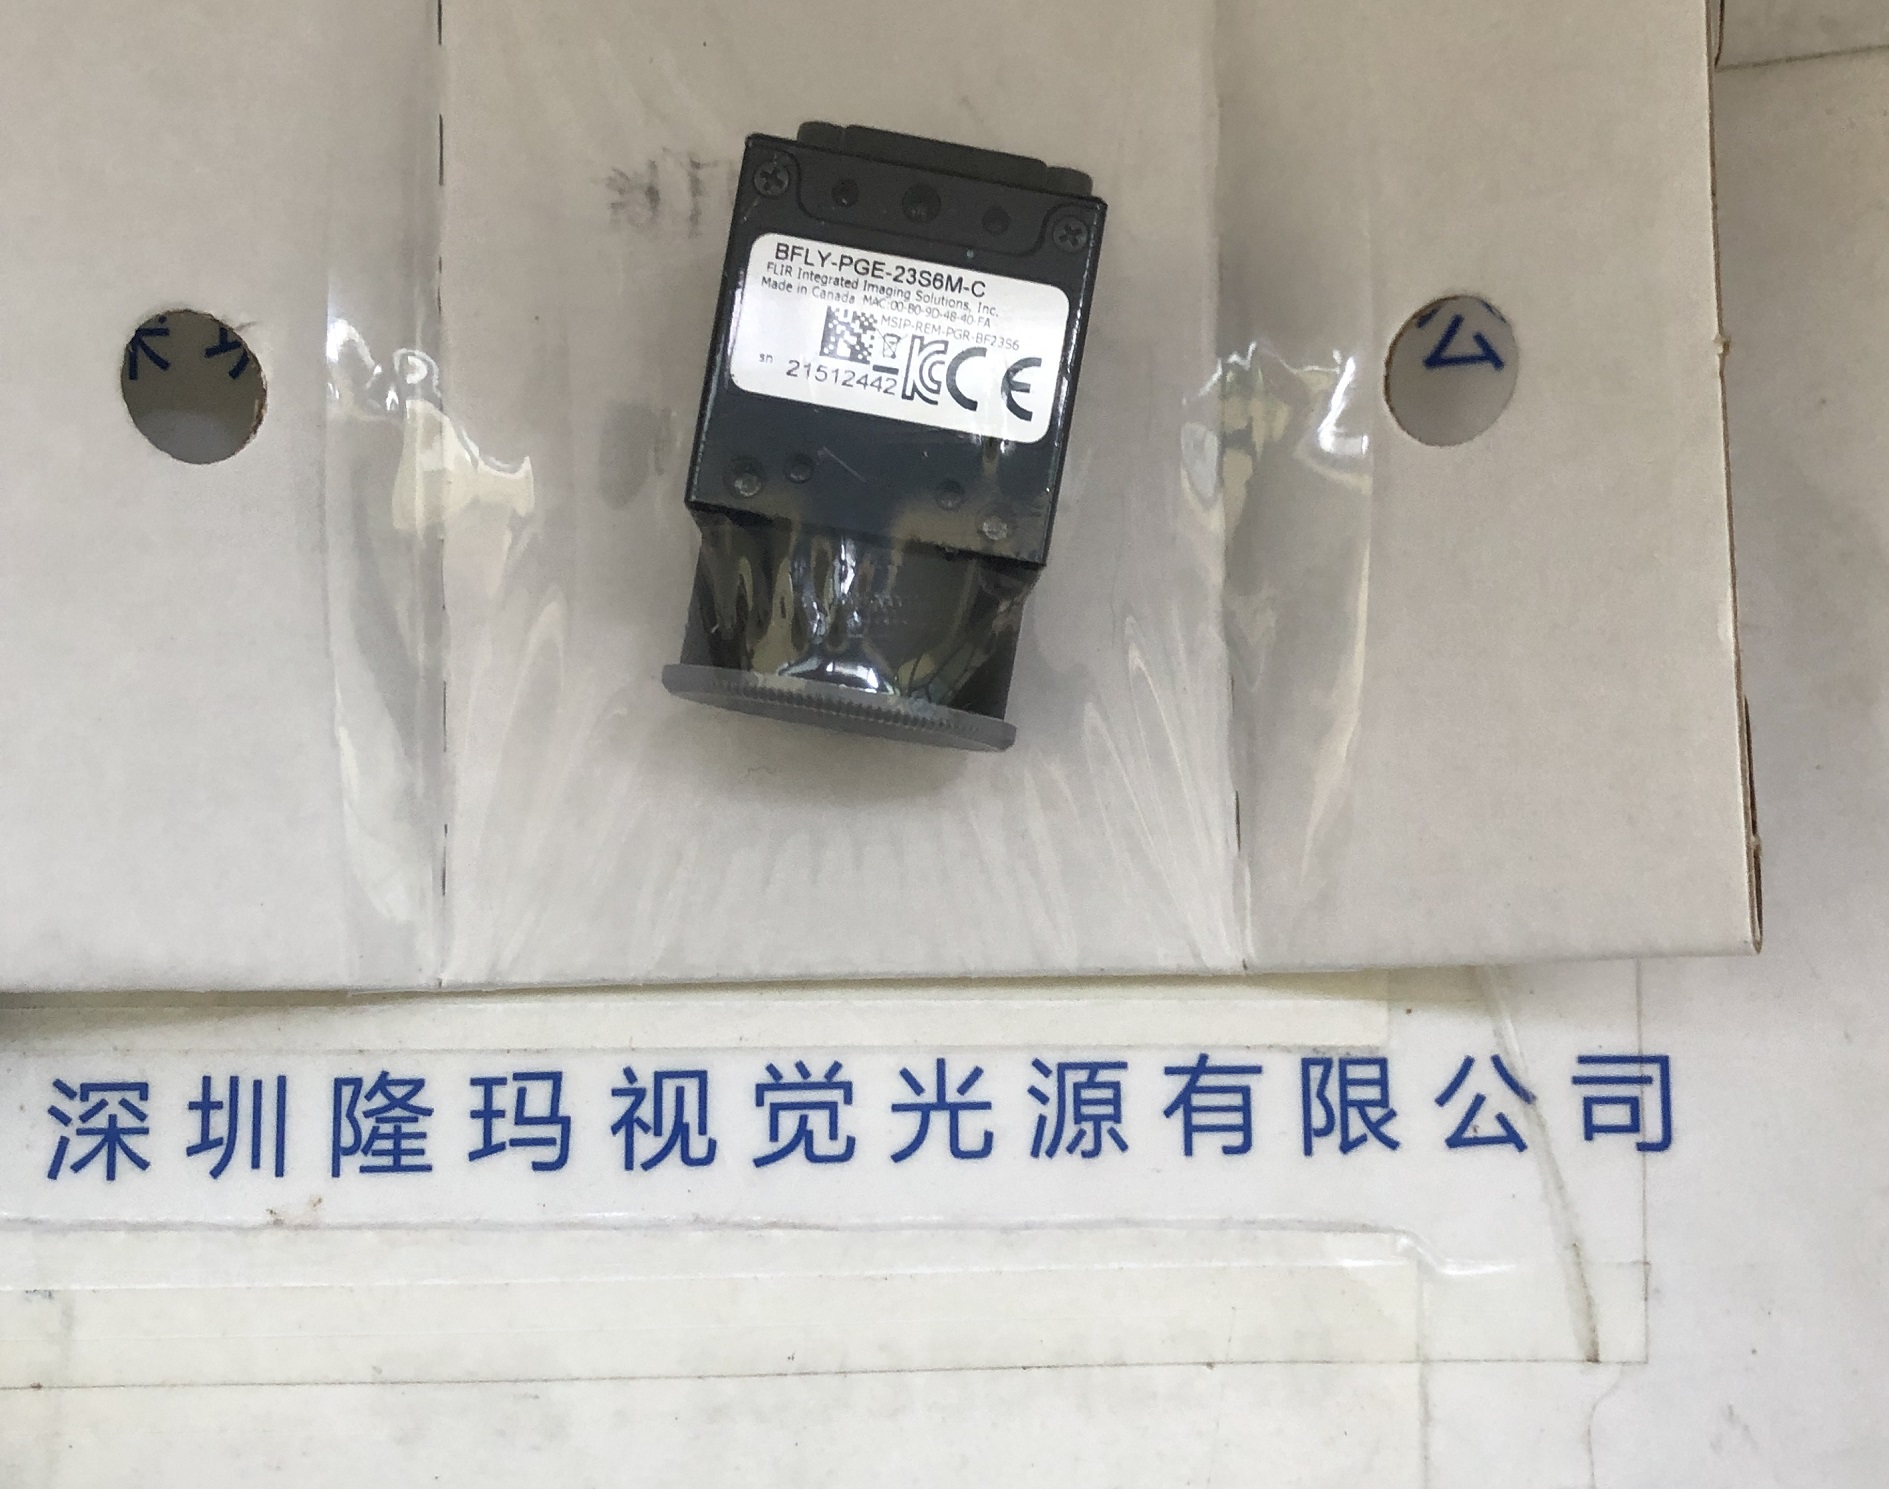 BFLY-PGE-23S6M-C
FLIR Integrated Imaging Solutions, Inc.
Made in Canada MAC:00-B0-9D-48-40-FA
MSIP-REM-PGR-BF23S6
sn 21512442
深圳隆玛视觉光源有限公司